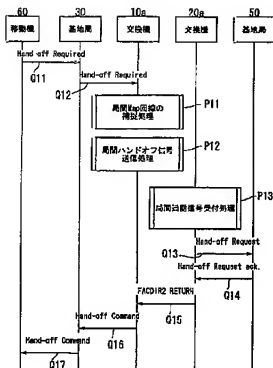 60
30
10a
20a
50
移動機
基地局
交換機
交換機
基地局
Hand-off Required
Q11
Hand-off Required
Q12
局間Map回線の
捕捉処理
P11
局間ハンドオフ信号
送信処理
P12
P13
局間回線信号受付処理
Hand-off Request
Q13
Hand-off Requset ack.
Q14
FACDIR2 RETURN
Q15
Hand-off Command
Q16
Hand-off Command
Q17